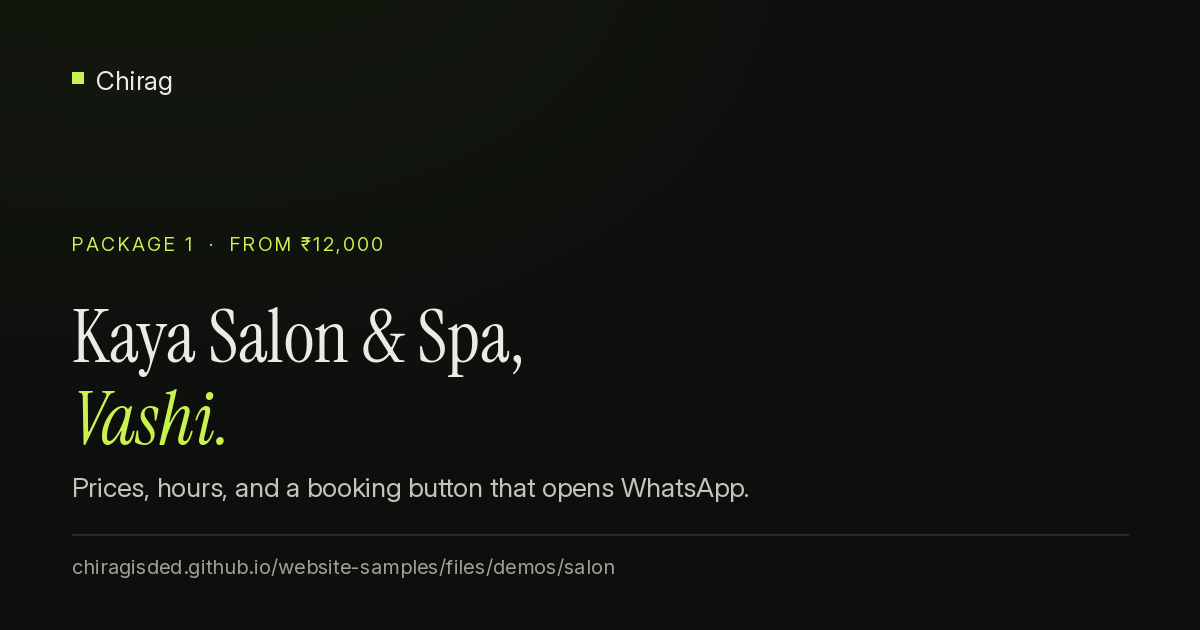 Chirag
PACKAGE 1 · FROM ₹12,000
Kaya Salon & Spa,
Vashi.
Prices, hours, and a booking button that opens WhatsApp.
chiragisded.github.io/website-samples/files/demos/salon